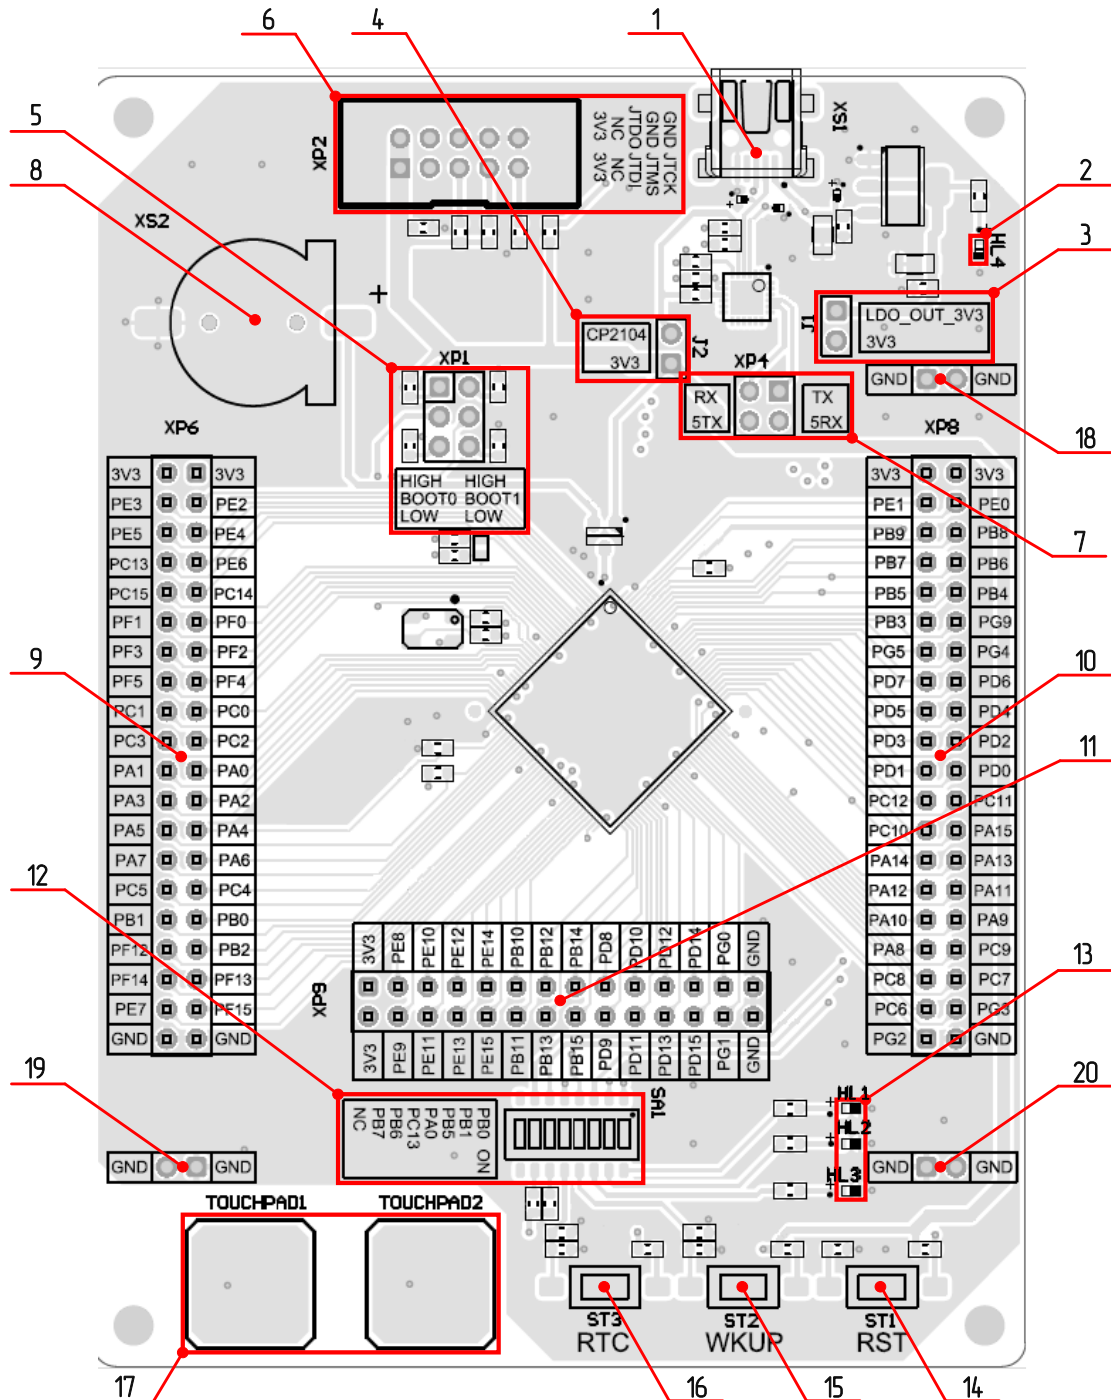 6
4
1
5
8
2
3
XP2
3V3 3V3
NC NC
JTDO JTDI
GND JTMS
GND JTCK
XS1
XS2
HL4
+
CP2104
3V3
J2
J1
LDO_OUT_3V3
3V3
XP1
XP4
RX
5TX
TX
5RX
GND GND
18
7
HIGH HIGH
BOOT0 BOOT1
LOW LOW
XP6
3V3 3V3
PE3 PE2
PE5 PE4
PC13 PE6
PC15 PC14
PF1 PF0
PF3 PF2
PF5 PF4
PC1 PC0
PC3 PC2
PA1 PA0
PA3 PA2
PA5 PA4
PA7 PA6
PC5 PC4
PB1 PB0
PF12 PB2
PF14 PF13
PE7 PF15
GND GND
XP8
3V3 3V3
PE1 PE0
PB9 PB8
PB7 PB6
PB5 PB4
PB3 PG9
PG5 PG4
PD7 PD6
PD5 PD4
PD3 PD2
PD1 PD0
PC12 PC11
PC10 PA15
PA14 PA13
PA12 PA11
PA10 PA9
PA8 PC9
PC8 PC7
PC6 PG3
PG2 GND
9
10
11
12
13
XP9
3V3 PE8 PE10 PE12 PE14 PB10 PB12 PB14 PD8 PD10 PD12 PD14 PG0 GND
3V3 PE9 PE11 PE13 PE15 PB11 PB13 PB15 PD9 PD11 PD13 PD15 PG1 GND
19
20
NC
PB7
PB6
PC13
PA0
PB5
PB1
PB0 ON
SA1
HL1
HL2
HL3
GND GND
GND GND
TOUCHPAD1 TOUCHPAD2
ST3 ST2 ST1
RTC WKUP RST
17
16
15
14